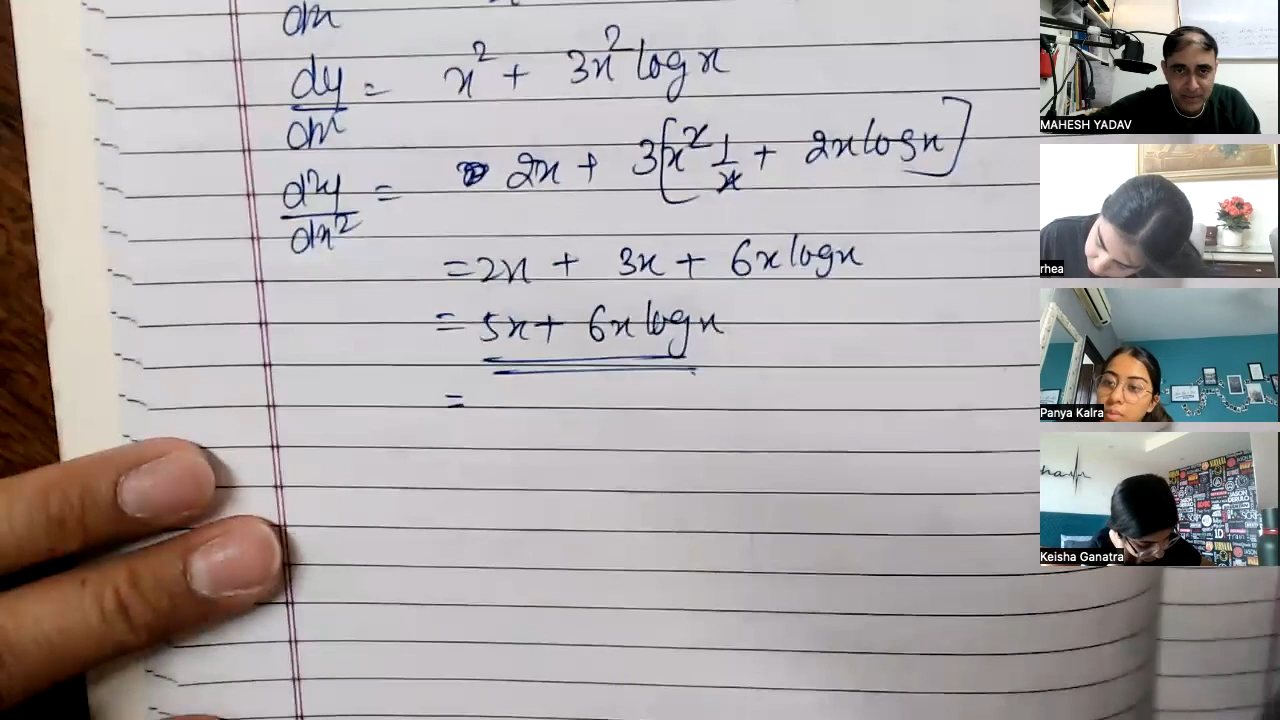 dx
dy/dx = x² + 3x² log x
d²y/dx² = 2x + 3[x² 1/x + 2x log x]
= 2x + 3x + 6x log x
= 5x + 6x log x
=
MAHESH YADAV
rhea
Panya Kalra
Keisha Ganatra